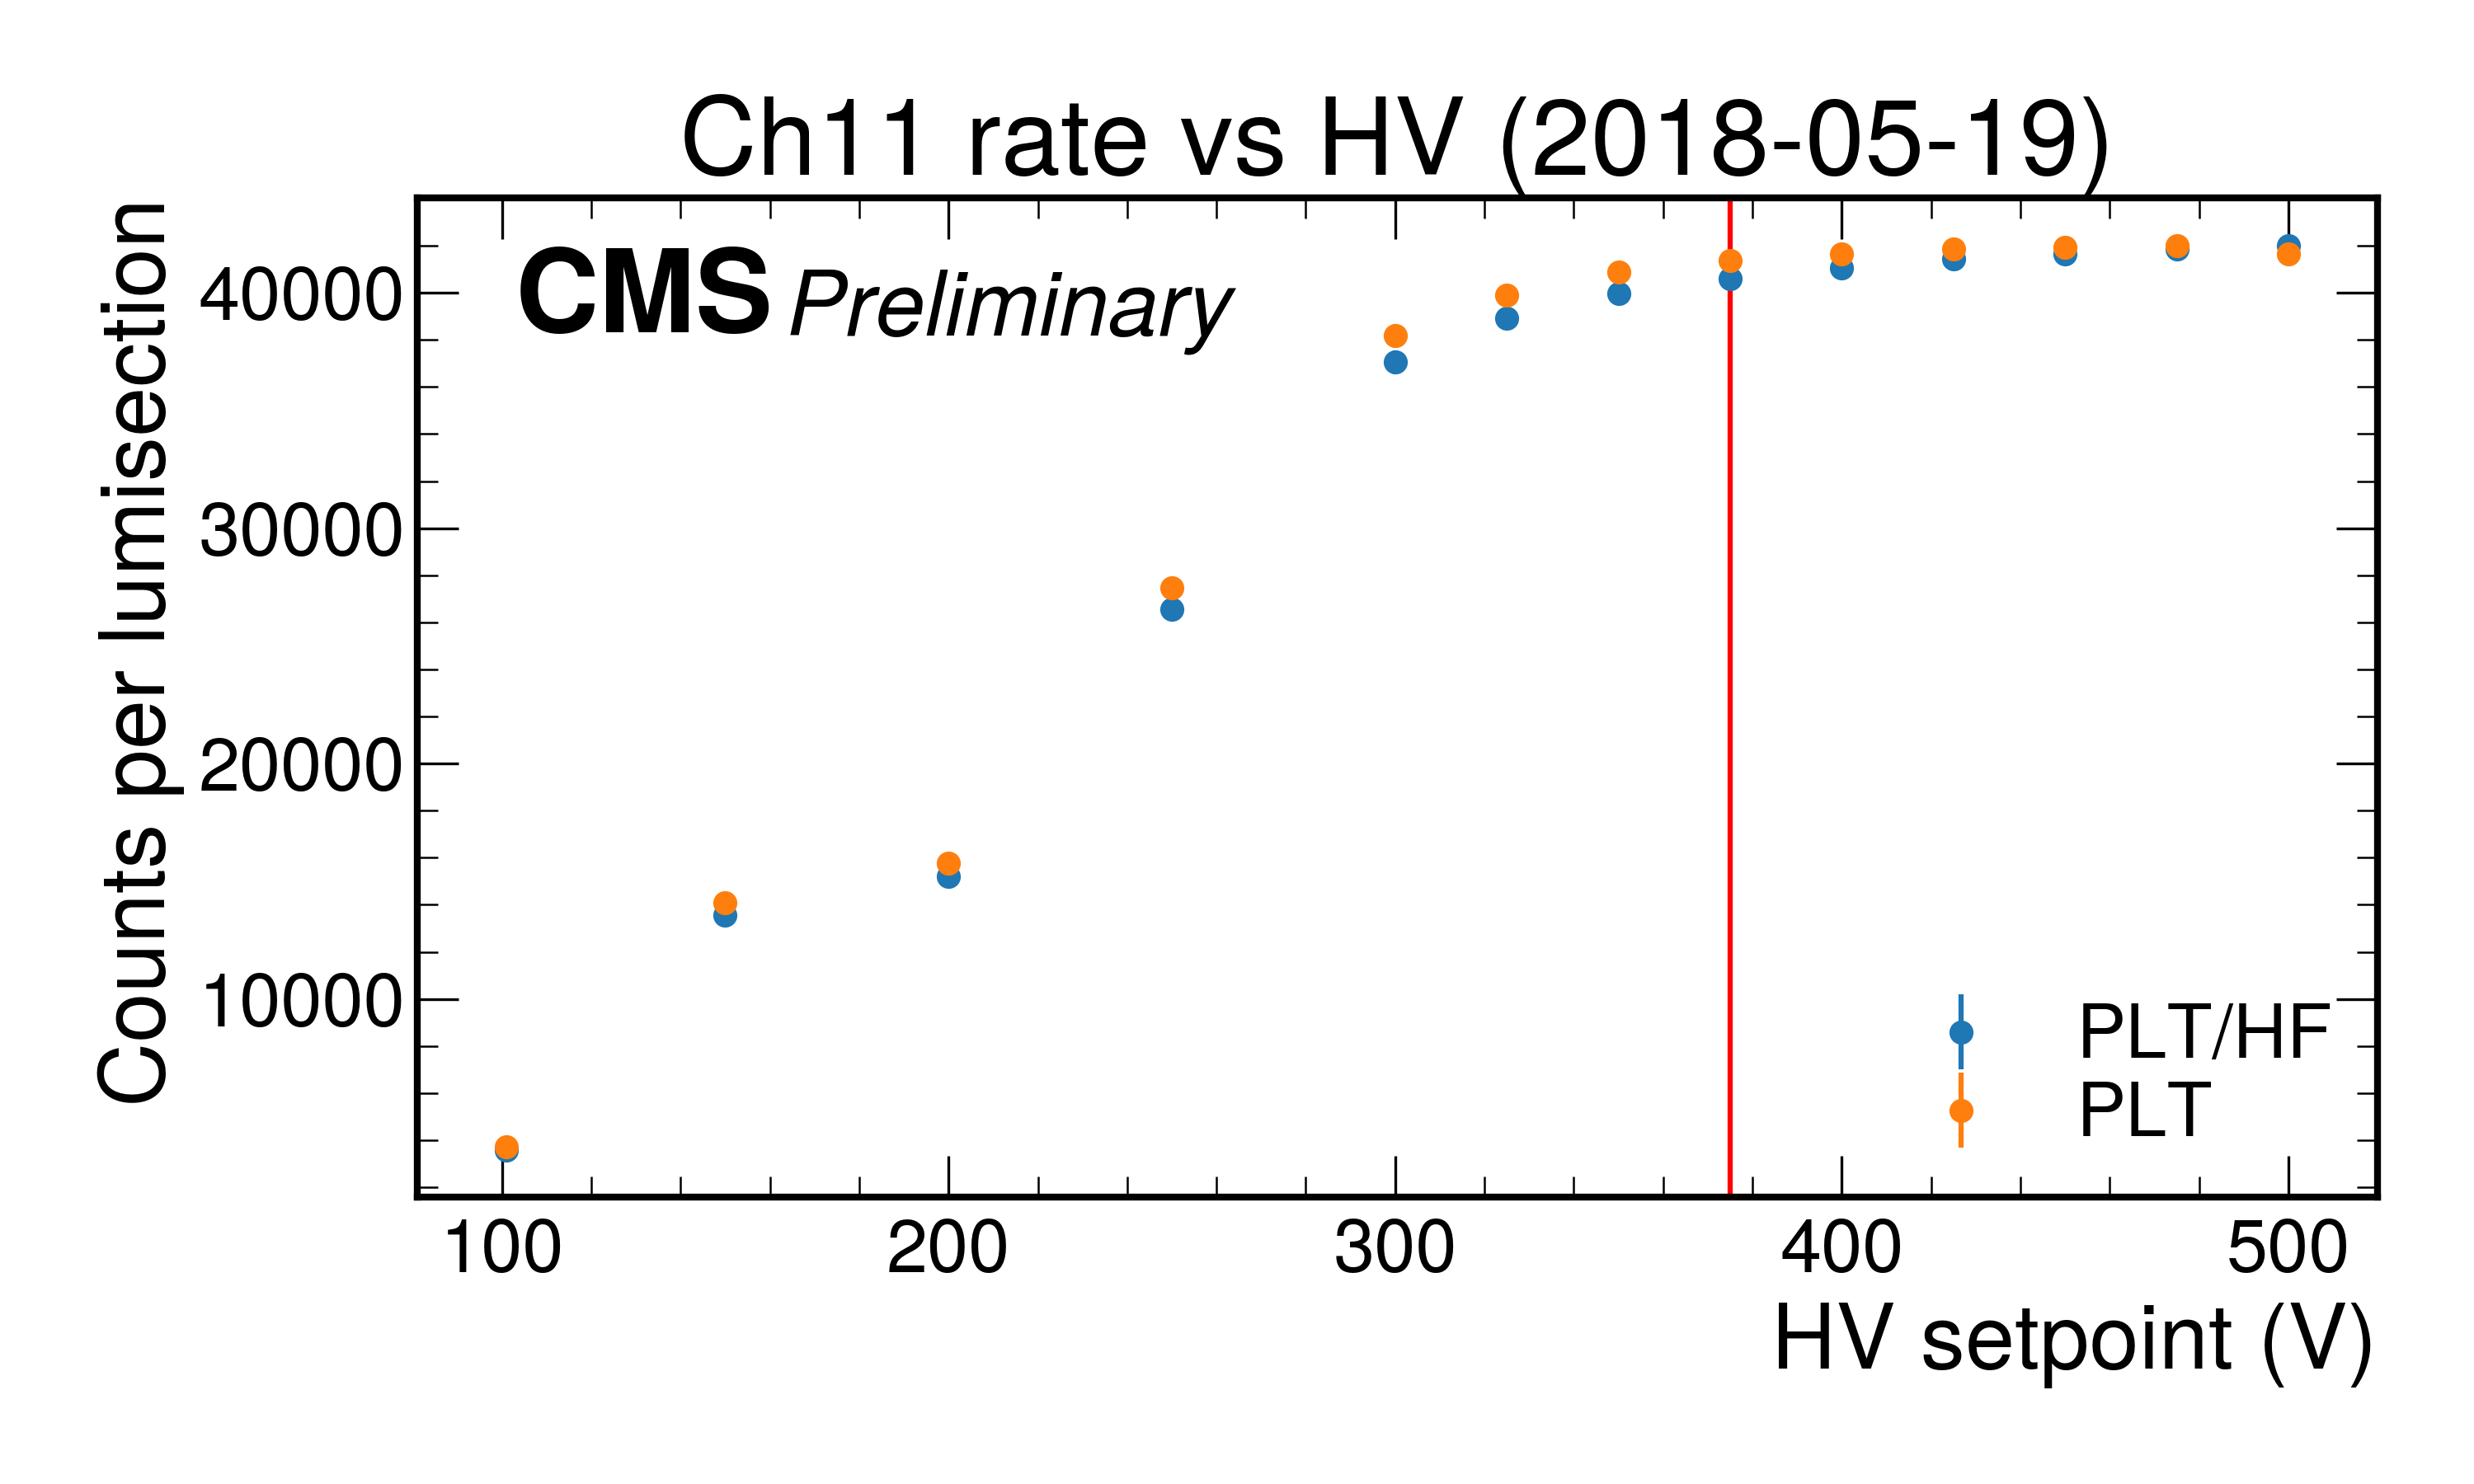 Ch11 rate vs HV (2018-05-19)
CMS Preliminary
Counts per lumisection
40000
30000
20000
10000
PLT/HF
PLT
100 200 300 400 500
HV setpoint (V)